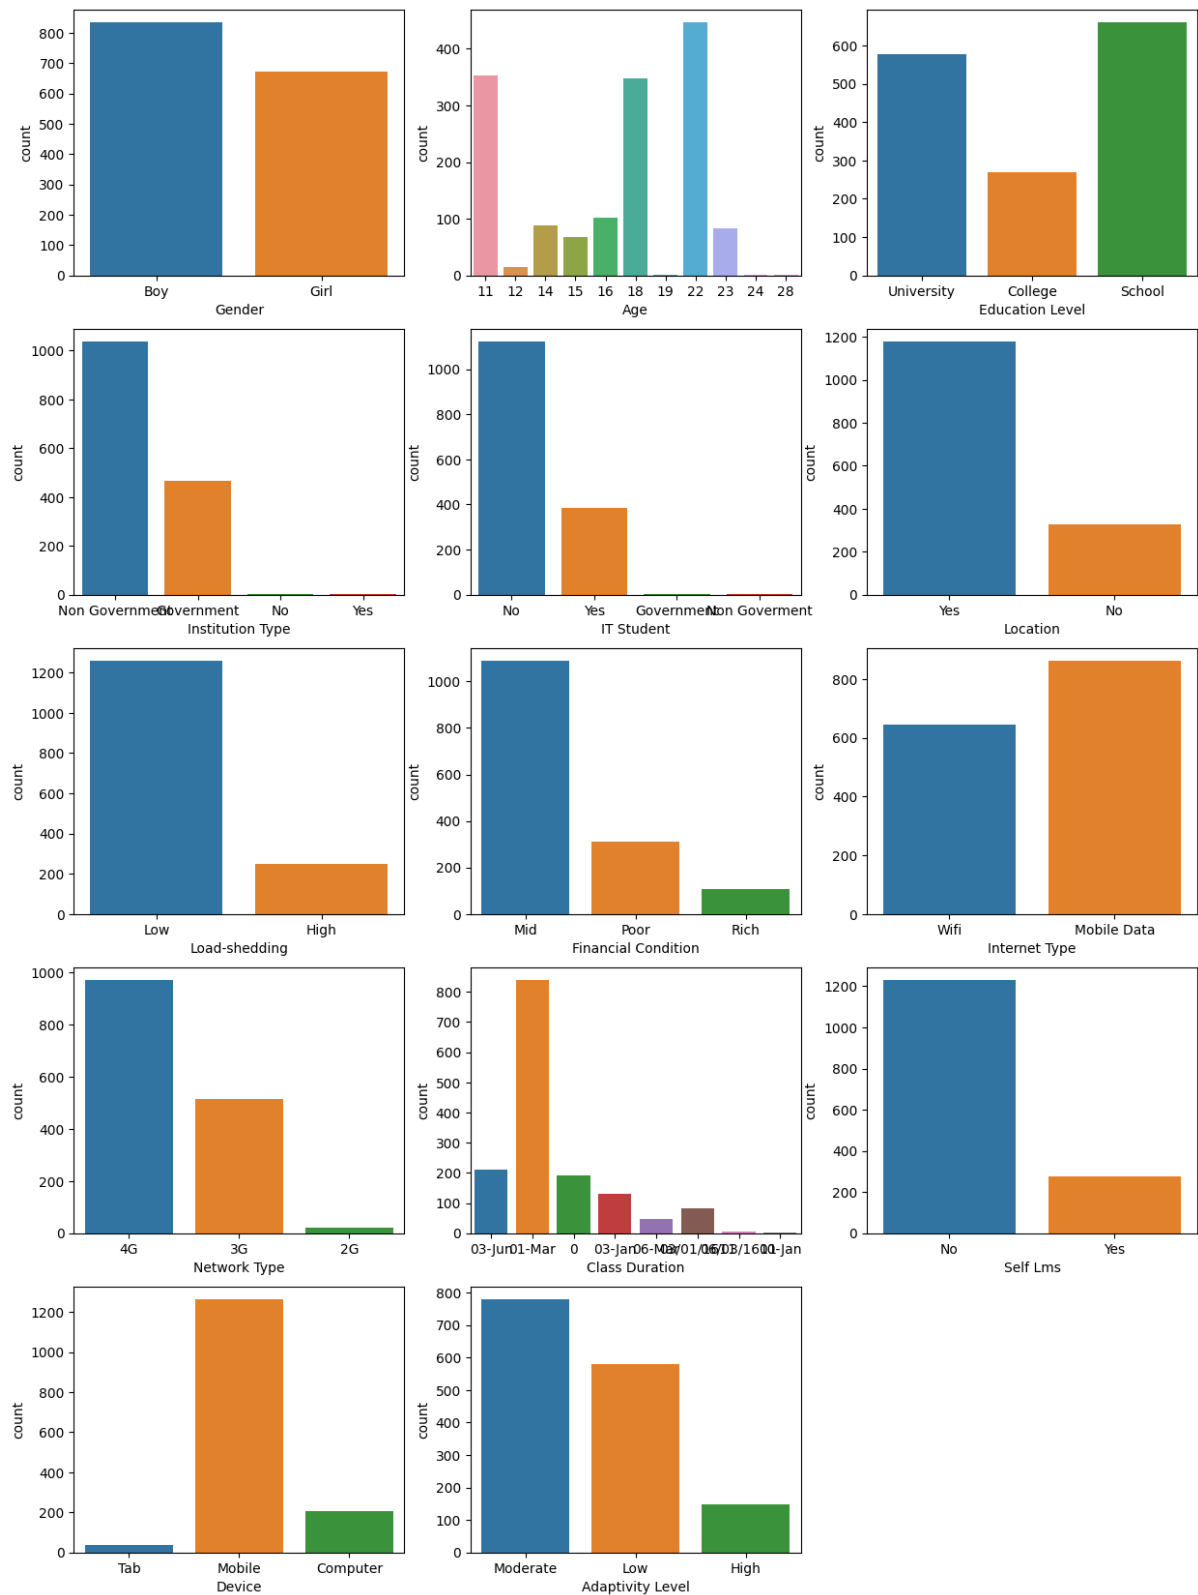 800
700
600
500
400
300
200
100
0
count
Boy Girl
Gender
400
300
200
100
0
count
11 12 14 15 16 18 19 22 23 24 28
Age
600
500
400
300
200
100
0
count
University College School
Education Level
1000
800
600
400
200
0
count
Non Government Government No Yes
Institution Type
1000
800
600
400
200
0
count
No Yes Government Non Goverment
IT Student
1200
1000
800
600
400
200
0
count
Yes No
Location
1200
1000
800
600
400
200
0
count
Low High
Load-shedding
1000
800
600
400
200
0
count
Mid Poor Rich
Financial Condition
800
600
400
200
0
count
Wifi Mobile Data
Internet Type
1000
800
600
400
200
0
count
4G 3G 2G
Network Type
800
700
600
500
400
300
200
100
0
count
03-Jun 01-Mar 0 03-Jan 06-Mar
Class Duration
1200
1000
800
600
400
200
0
count
No Yes
Self Lms
1200
1000
800
600
400
200
0
count
Tab Mobile Computer
Device
800
700
600
500
400
300
200
100
0
count
Moderate Low High
Adaptivity Level